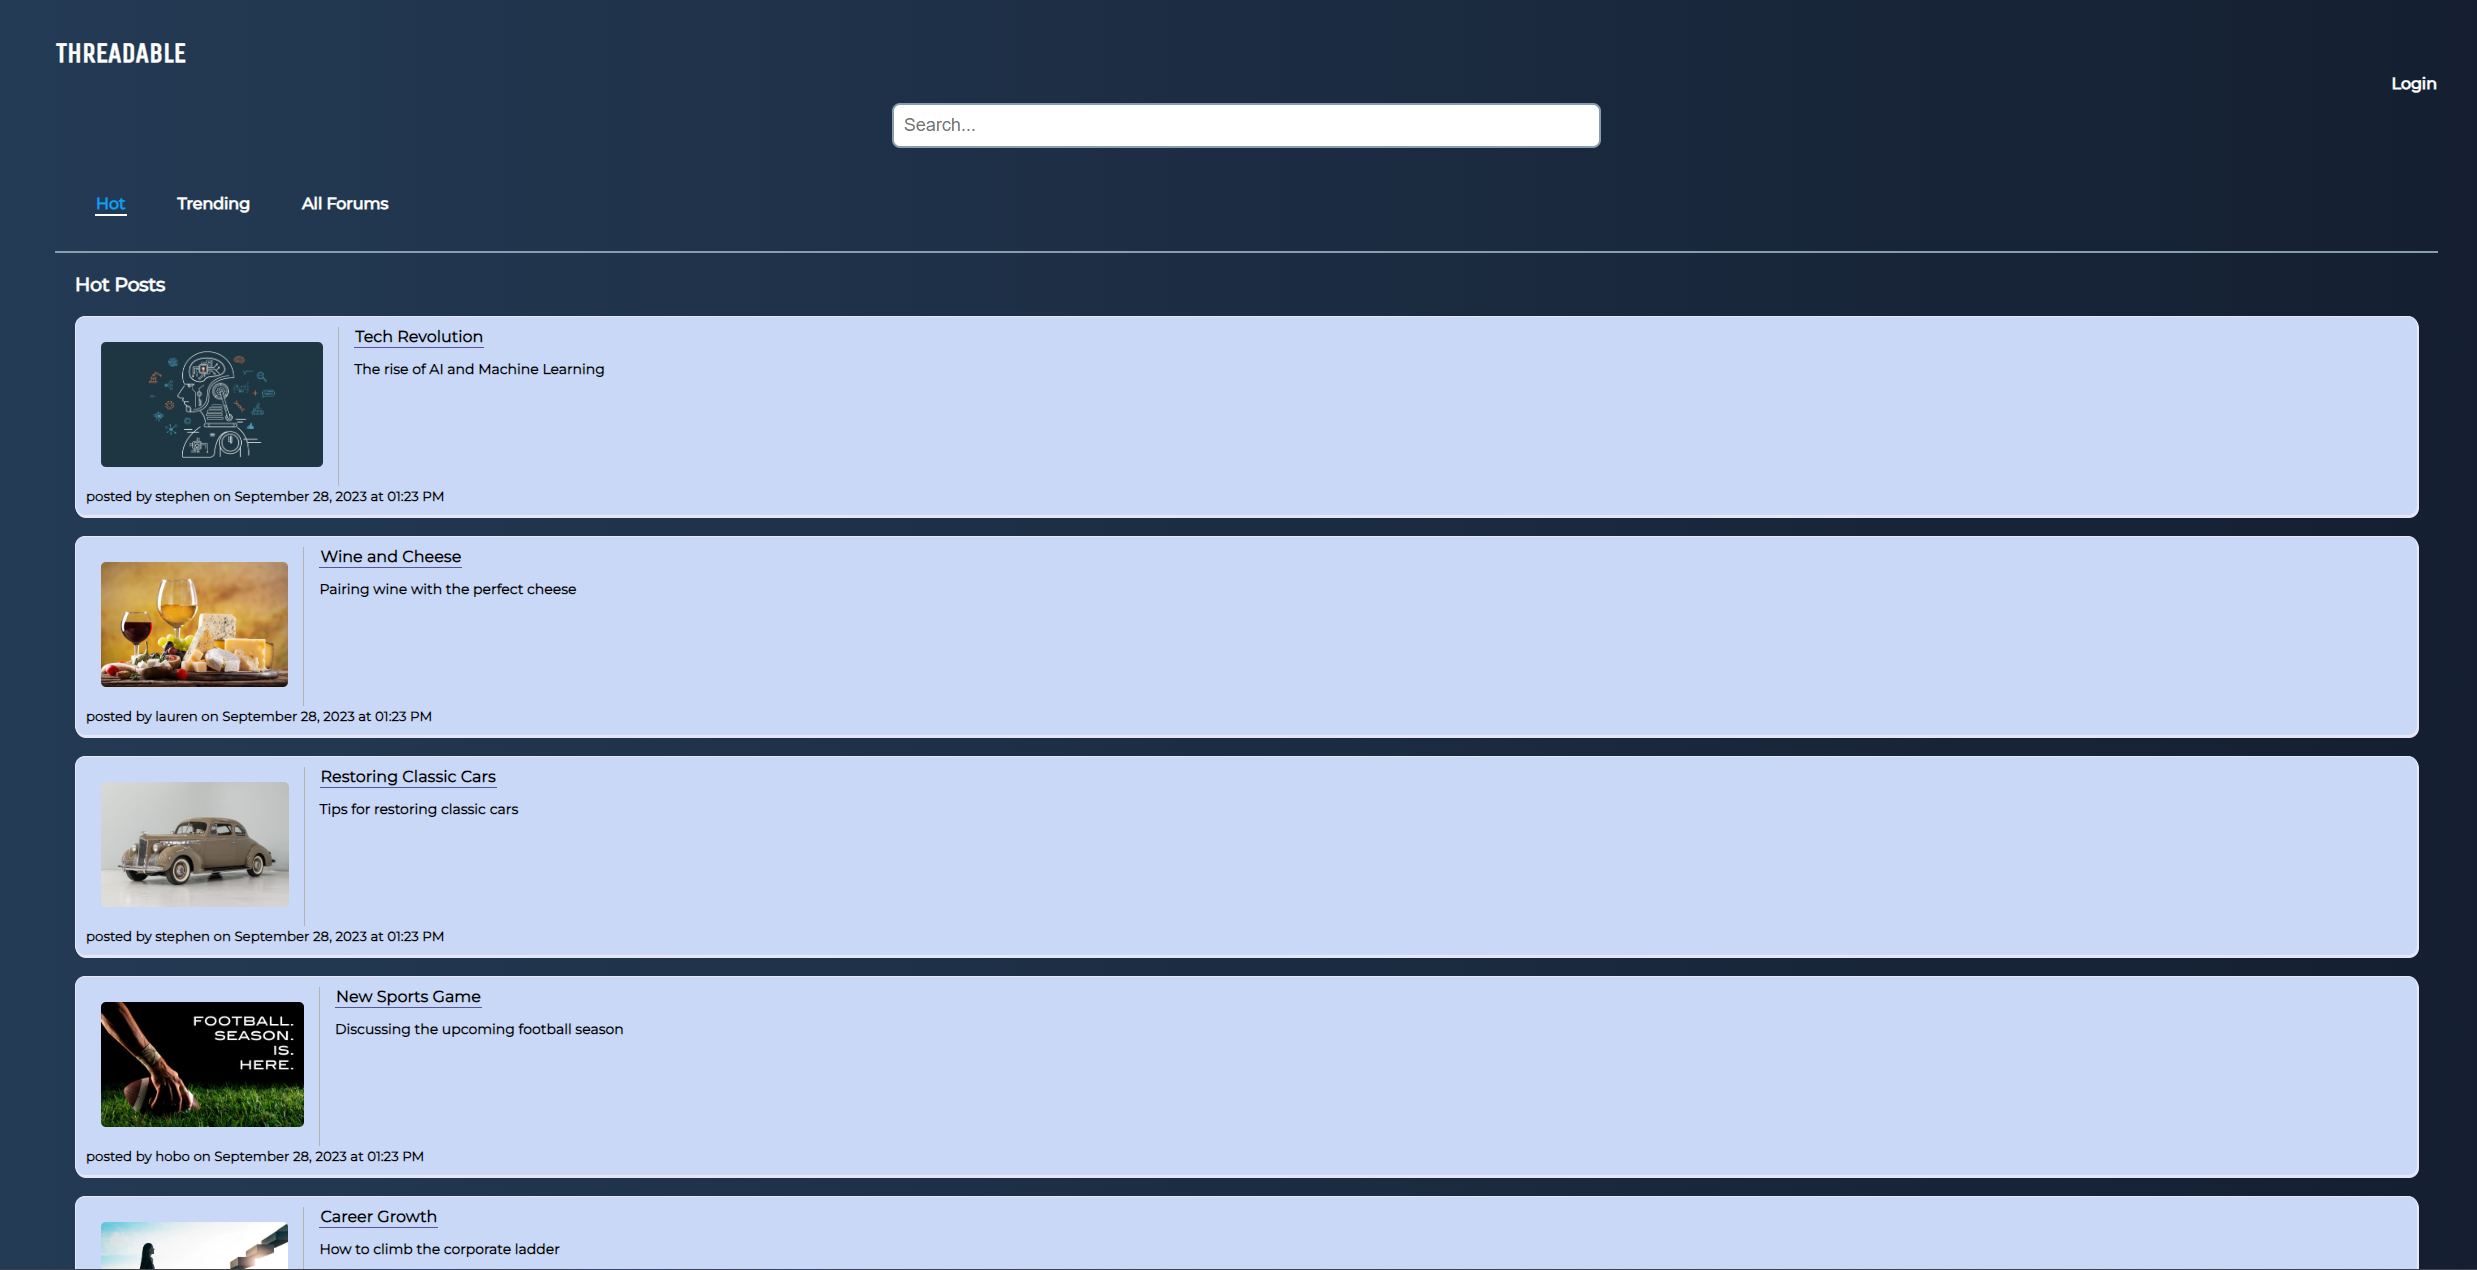 THREADABLE
Login
Search...
Hot
Trending
All Forums
Hot Posts
Tech Revolution
The rise of AI and Machine Learning
posted by stephen on September 28, 2023 at 01:23 PM
Wine and Cheese
Pairing wine with the perfect cheese
posted by lauren on September 28, 2023 at 01:23 PM
Restoring Classic Cars
Tips for restoring classic cars
posted by stephen on September 28, 2023 at 01:23 PM
FOOTBALL.
SEASON.
IS.
HERE.
New Sports Game
Discussing the upcoming football season
posted by hobo on September 28, 2023 at 01:23 PM
Career Growth
How to climb the corporate ladder